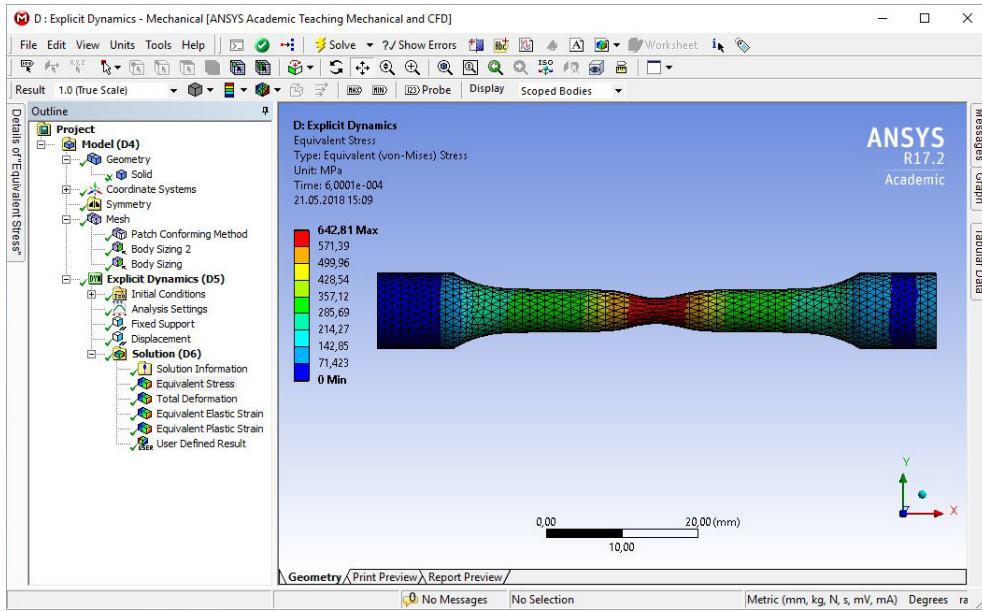 D : Explicit Dynamics - Mechanical [ANSYS Academic Teaching Mechanical and CFD]
File Edit View Units Tools Help Solve ?/ Show Errors Worksheet
Result 1.0 (True Scale) Probe Display Scoped Bodies
Details of "Equivalent Stress"
Outline
Project
Model (D4)
Geometry
Solid
Coordinate Systems
Symmetry
Mesh
Patch Conforming Method
Body Sizing 2
Body Sizing
Explicit Dynamics (D5)
Initial Conditions
Analysis Settings
Fixed Support
Displacement
Solution (D6)
Solution Information
Equivalent Stress
Total Deformation
Equivalent Elastic Strain
Equivalent Plastic Strain
User Defined Result
D: Explicit Dynamics
Equivalent Stress
Type: Equivalent (von-Mises) Stress
Unit: MPa
Time: 6,0001e-004
21.05.2018 15:09
642,81 Max
571,39
499,96
428,54
357,12
285,69
214,27
142,85
71,423
0 Min
ANSYS
R17.2
Academic
0,00 20,00 (mm)
10,00
Y
X
Geometry Print Preview Report Preview
Messages
Graph
Tabular Data
No Messages No Selection Metric (mm, kg, N, s, mV, mA) Degrees ra